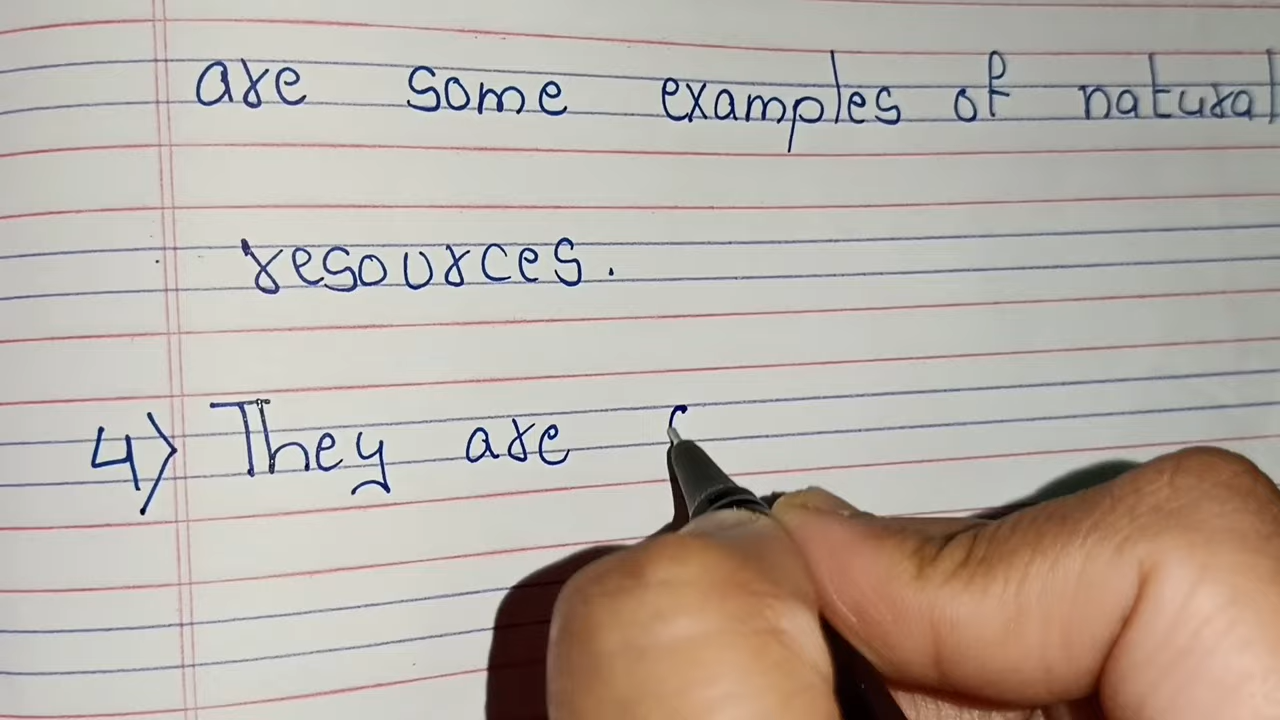 are some examples of natural
resources.
4) They are